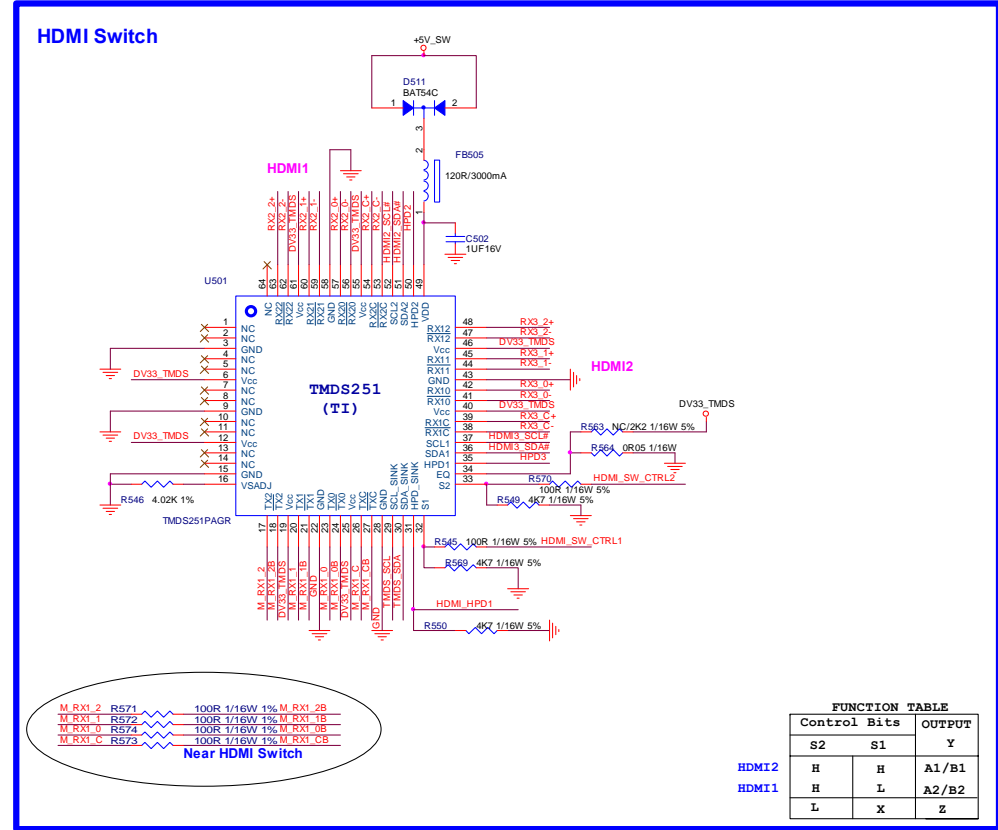 HDMI Switch
+5V_SW
D511
BAT54C
1
2
3
2
FB505
120R/3000mA
1
HDMI1
C502
1UF16V
RX2_2+
RX2_2-
DV33_TMDS
RX2_1+
RX2_1-
RX2_0+
RX2_0-
DV33_TMDS
RX2_C+
RX2_C-
HDMI2_SCL#
HDMI2_SDA#
HPD2
U501
64 63 62 61 60 59 58 57 56 55 54 53 52 51 50 49
NC RX22 RX22 Vcc RX21 RX21 GND RX20 RX20 Vcc RX2C RX2C SCL2 SDA2 HPD2 VDD
1 NC
2 NC
3 GND
4 NC
5 NC
DV33_TMDS 6 Vcc
7 NC
8 NC
9 GND
10 NC
11 NC
DV33_TMDS 12 Vcc
13 NC
14 NC
15 GND
16 VSADJ
R546 4.02K 1%
TMDS251
(TI)
TMDS251PAGR
RX12 48 RX3_2+
RX12 47 RX3_2-
Vcc 46 DV33_TMDS
RX11 45 RX3_1+
RX11 44 RX3_1-
GND 43
RX10 42 RX3_0+
RX10 41 RX3_0-
Vcc 40 DV33_TMDS
RX1C 39 RX3_C+
RX1C 38 RX3_C-
SCL1 37 HDMI3_SCL#
SDA1 36 HDMI3_SDA#
HPD1 35 HPD3
EQ 34
S2 33
HDMI2
DV33_TMDS
R563 NC/2K2 1/16W 5%
R564 0R05 1/16W
R570 HDMI_SW_CTRL2
100R 1/16W 5%
R549 4K7 1/16W 5%
TX2 TX2 Vcc TX1 TX1 GND TX0 TX0 Vcc TXC TXC GND SCL_SINK SDA_SINK HPD_SINK S1
17 18 19 20 21 22 23 24 25 26 27 28 29 30 31 32
M_RX1_2
M_RX1_2B
DV33_TMDS
M_RX1_1
M_RX1_1B
GND
M_RX1_0
M_RX1_0B
DV33_TMDS
M_RX1_C
M_RX1_CB
GND
TMDS_SCL
TMDS_SDA
R545 100R 1/16W 5% HDMI_SW_CTRL1
R569 4K7 1/16W 5%
HDMI_HPD1
R550 4K7 1/16W 5%
M_RX1_2 R571 100R 1/16W 1% M_RX1_2B
M_RX1_1 R572 100R 1/16W 1% M_RX1_1B
M_RX1_0 R574 100R 1/16W 1% M_RX1_0B
M_RX1_C R573 100R 1/16W 1% M_RX1_CB
Near HDMI Switch
FUNCTION TABLE
Control Bits OUTPUT
S2 S1 Y
HDMI2 H H A1/B1
HDMI1 H L A2/B2
L X Z